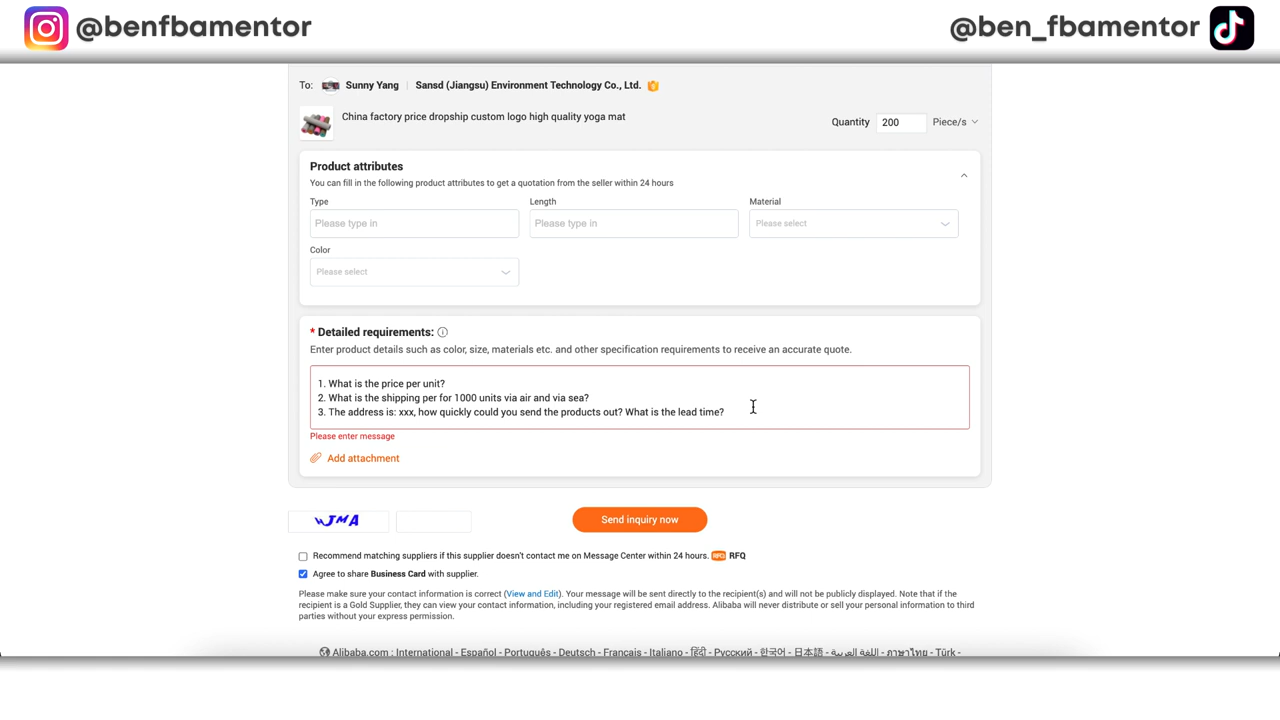 @benfbamentor
@ben_fbamentor
To: Sunny Yang | Sansd (Jiangsu) Environment Technology Co., Ltd.
China factory price dropship custom logo high quality yoga mat
Quantity 200 Piece/s
Product attributes
You can fill in the following product attributes to get a quotation from the seller within 24 hours
Type Length Material
Please type in Please type in Please select
Color
Please select
* Detailed requirements:
Enter product details such as color, size, materials etc. and other specification requirements to receive an accurate quote.
1. What is the price per unit?
2. What is the shipping per for 1000 units via air and via sea?
3. The address is: xxx, how quickly could you send the products out? What is the lead time?
Please enter message
Add attachment
WJMA
Send inquiry now
Recommend matching suppliers if this supplier doesn't contact me on Message Center within 24 hours. RFQ RFQ
Agree to share Business Card with supplier.
Please make sure your contact information is correct (View and Edit). Your message will be sent directly to the recipient(s) and will not be publicly displayed. Note that if the
recipient is a Gold Supplier, they can view your contact information, including your registered email address. Alibaba will never distribute or sell your personal information to third
parties without your express permission.
Alibaba.com : International - Español - Português - Deutsch - Français - Italiano - हिंदी - Русский - 한국어 - 日本語 - اللغة العربية - ภาษาไทย - Türk -